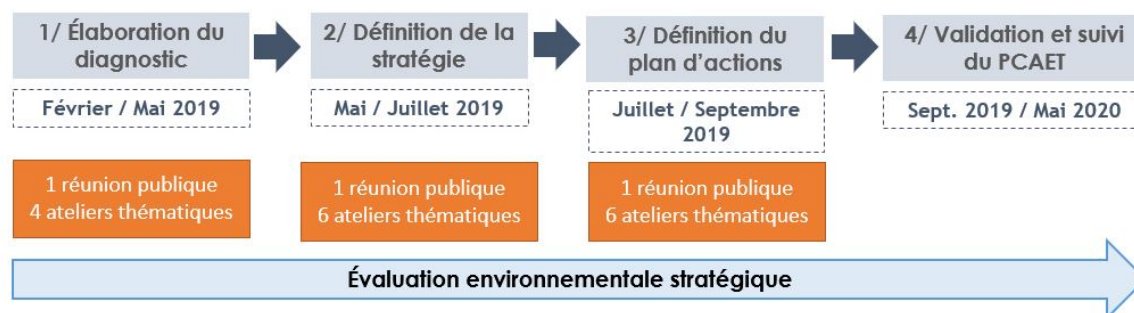 1/ Élaboration du
diagnostic
2/ Définition de la
stratégie
3/ Définition du
plan d'actions
4/ Validation et suivi
du PCAET
Février / Mai 2019
Mai / Juillet 2019
Juillet / Septembre
2019
Sept. 2019 / Mai 2020
1 réunion publique
4 ateliers thématiques
1 réunion publique
6 ateliers thématiques
1 réunion publique
6 ateliers thématiques
Évaluation environnementale stratégique